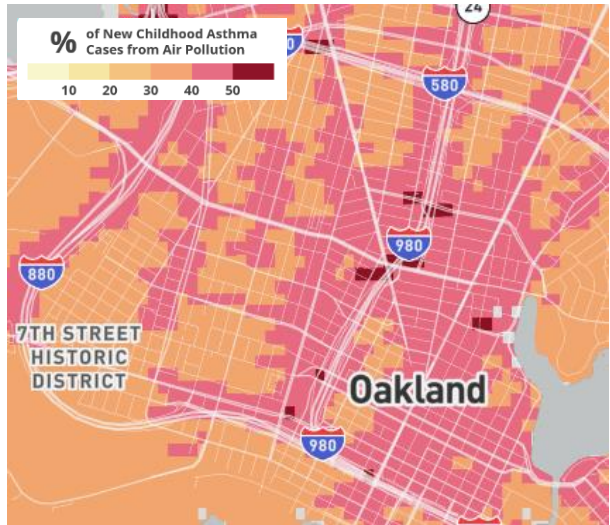 % of New Childhood Asthma
Cases from Air Pollution
10 20 30 40 50
24
580
980
880
7TH STREET
HISTORIC
DISTRICT
Oakland
980